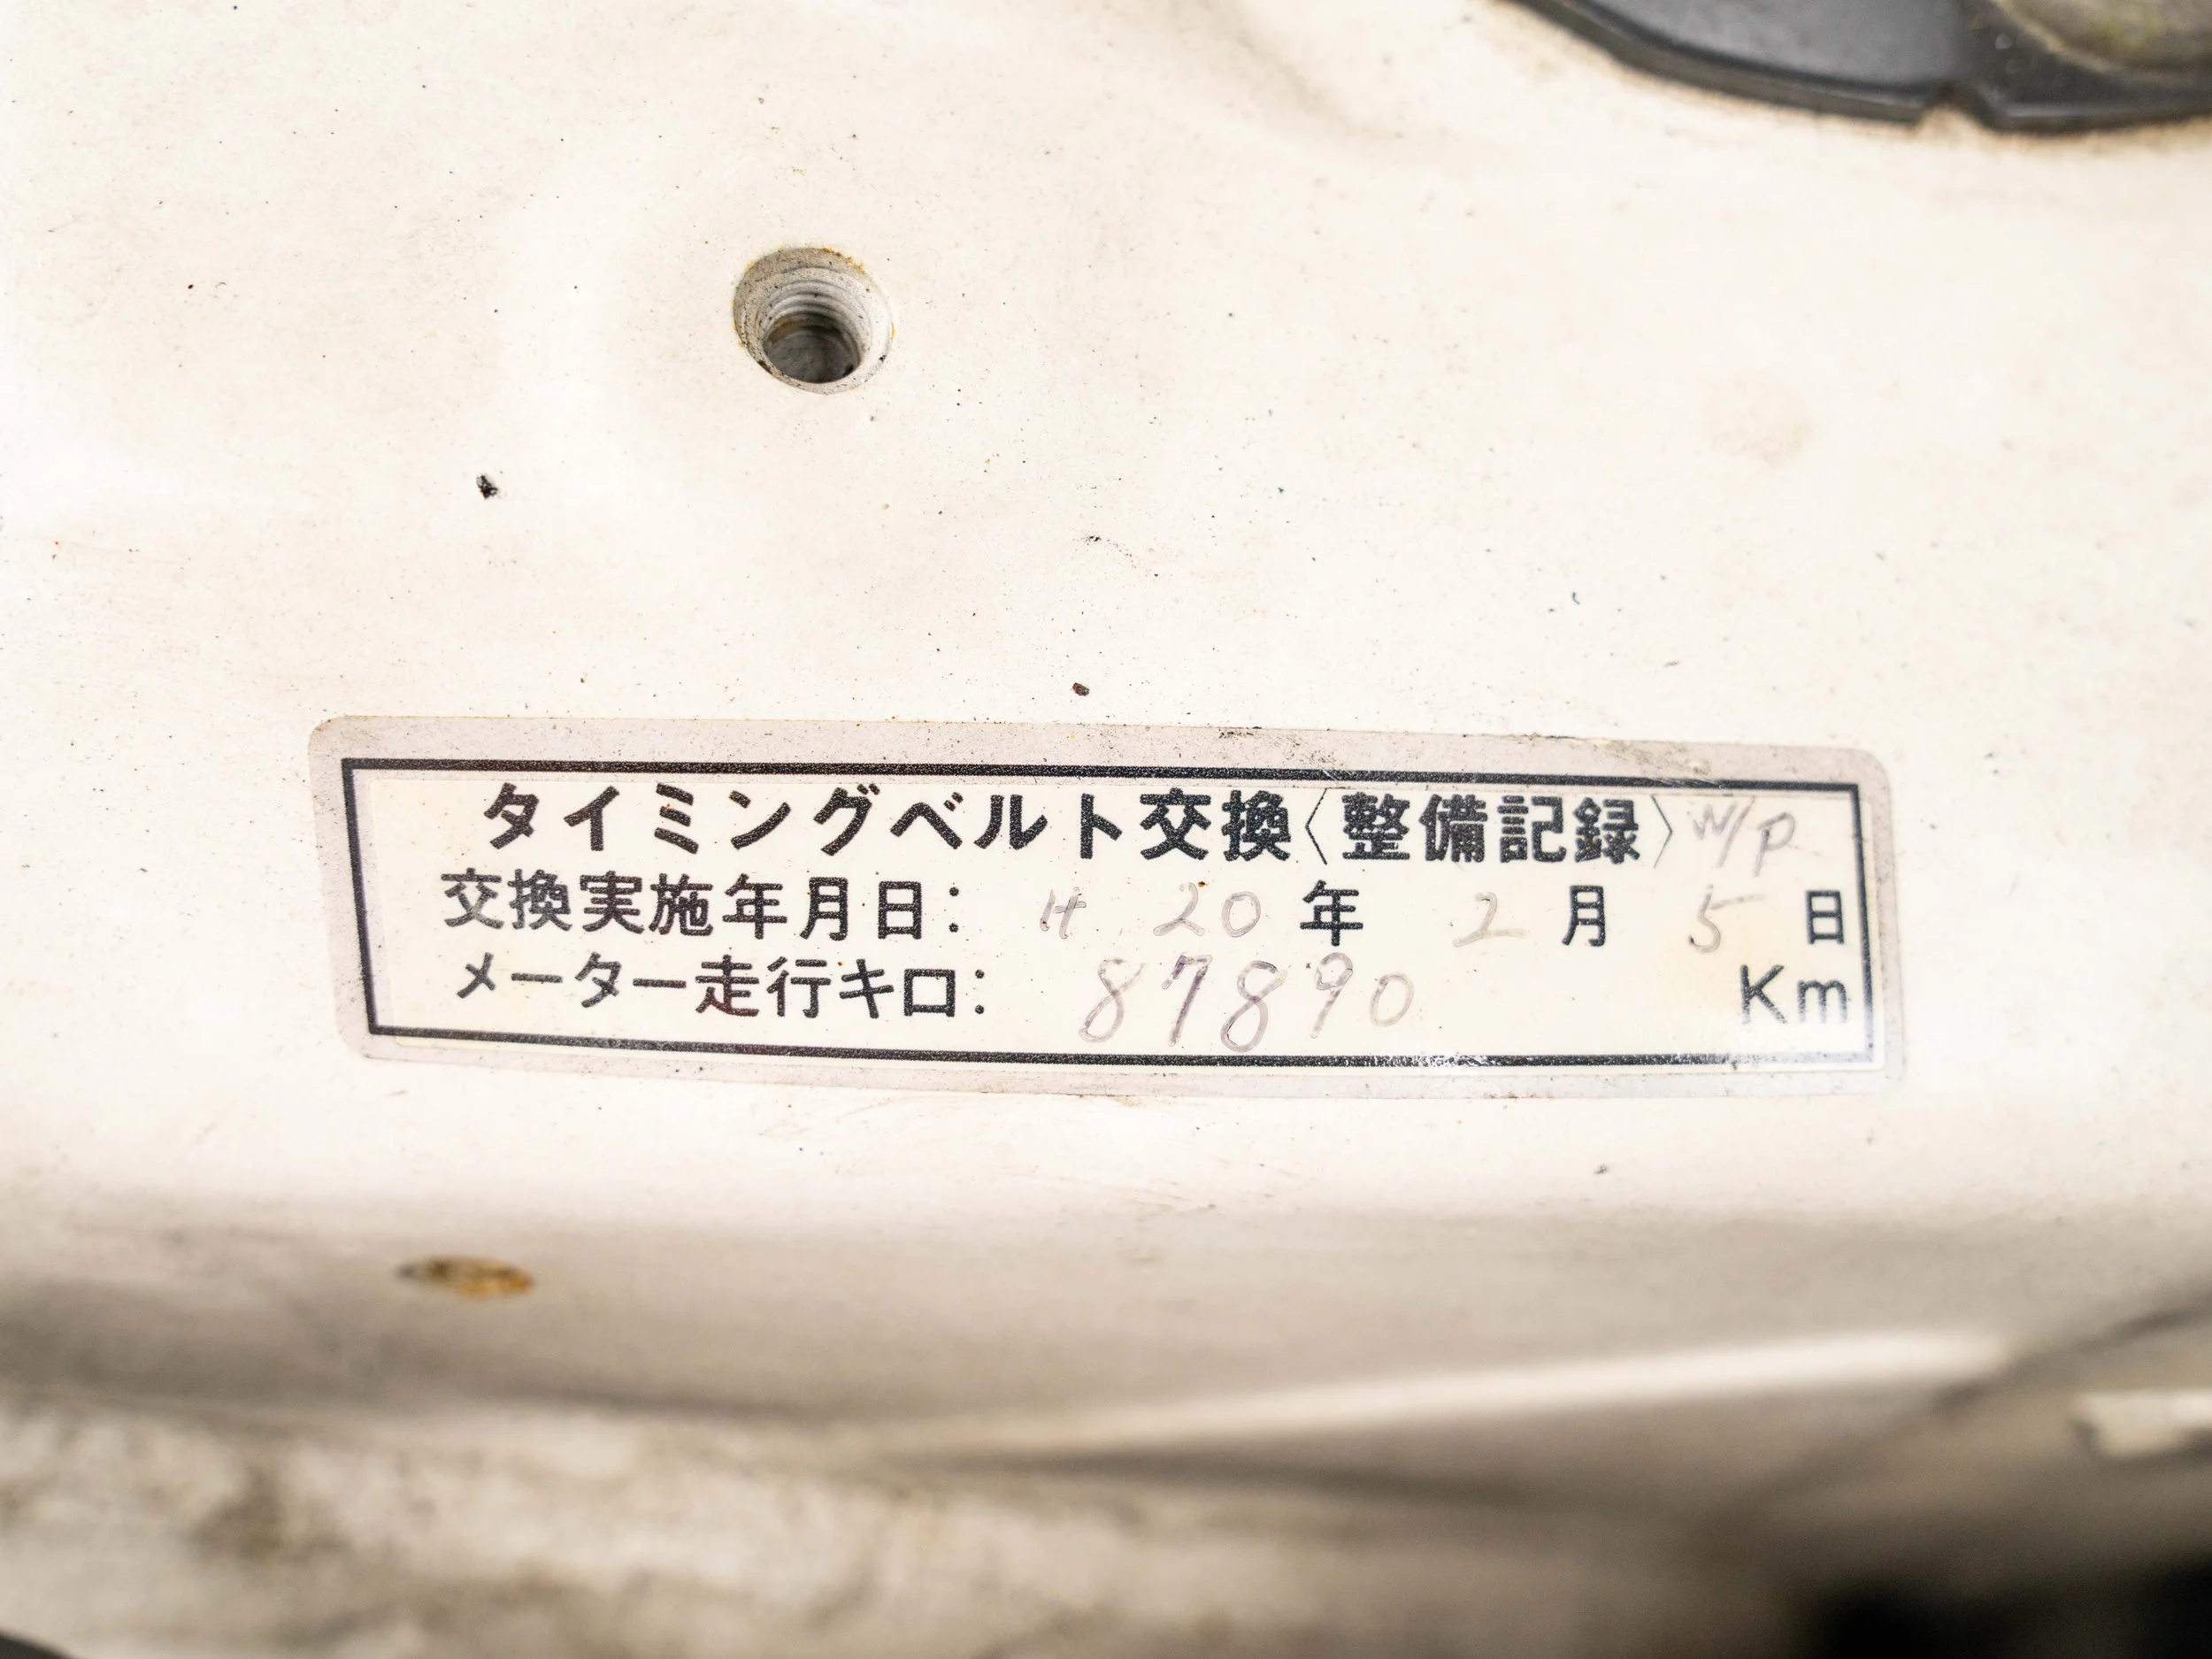 タイミングベルト交換〈整備記録〉W/P
交換実施年月日: H 20 年 2 月 5 日
メーター走行キロ: 87890 Km